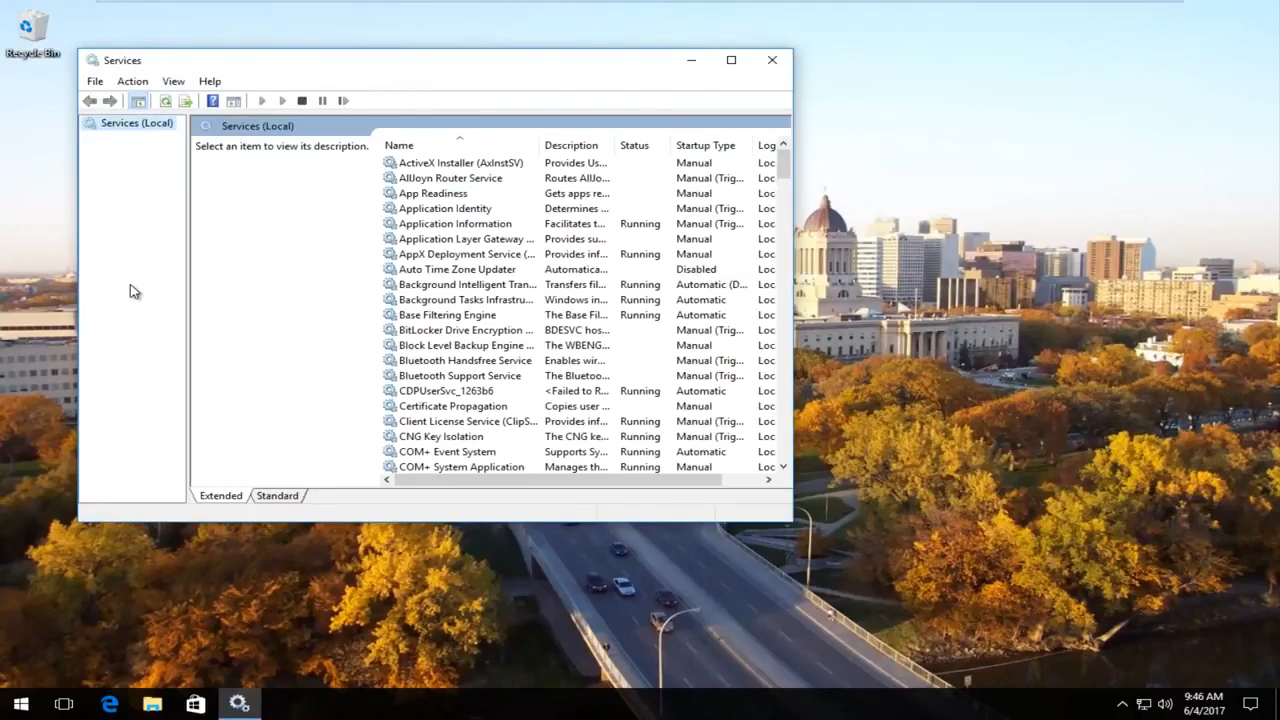 Recycle Bin
Services
File Action View Help
Services (Local)
Services (Local)
Select an item to view its description.
Name Description Status Startup Type Log
ActiveX Installer (AxInstSV) Provides Us... Manual Loc
AllJoyn Router Service Routes AllJo... Manual (Trig... Loc
App Readiness Gets apps re... Manual Loc
Application Identity Determines ... Manual (Trig... Loc
Application Information Facilitates t... Running Manual (Trig... Loc
Application Layer Gateway ... Provides su... Manual Loc
AppX Deployment Service (... Provides inf... Running Manual Loc
Auto Time Zone Updater Automatica... Disabled Loc
Background Intelligent Tran... Transfers fil... Running Automatic (D... Loc
Background Tasks Infrastru... Windows in... Running Automatic Loc
Base Filtering Engine The Base Fil... Running Automatic Loc
BitLocker Drive Encryption ... BDESVC hos... Manual (Trig... Loc
Block Level Backup Engine ... The WBENG... Manual Loc
Bluetooth Handsfree Service Enables wir... Manual (Trig... Loc
Bluetooth Support Service The Bluetoo... Manual (Trig... Loc
CDPUserSvc_1263b6 <Failed to R... Running Automatic Loc
Certificate Propagation Copies user ... Manual Loc
Client License Service (ClipS... Provides inf... Running Manual (Trig... Loc
CNG Key Isolation The CNG ke... Running Manual (Trig... Loc
COM+ Event System Supports Sy... Running Automatic Loc
COM+ System Application Manages th... Running Manual Loc
Extended Standard
9:46 AM
6/4/2017